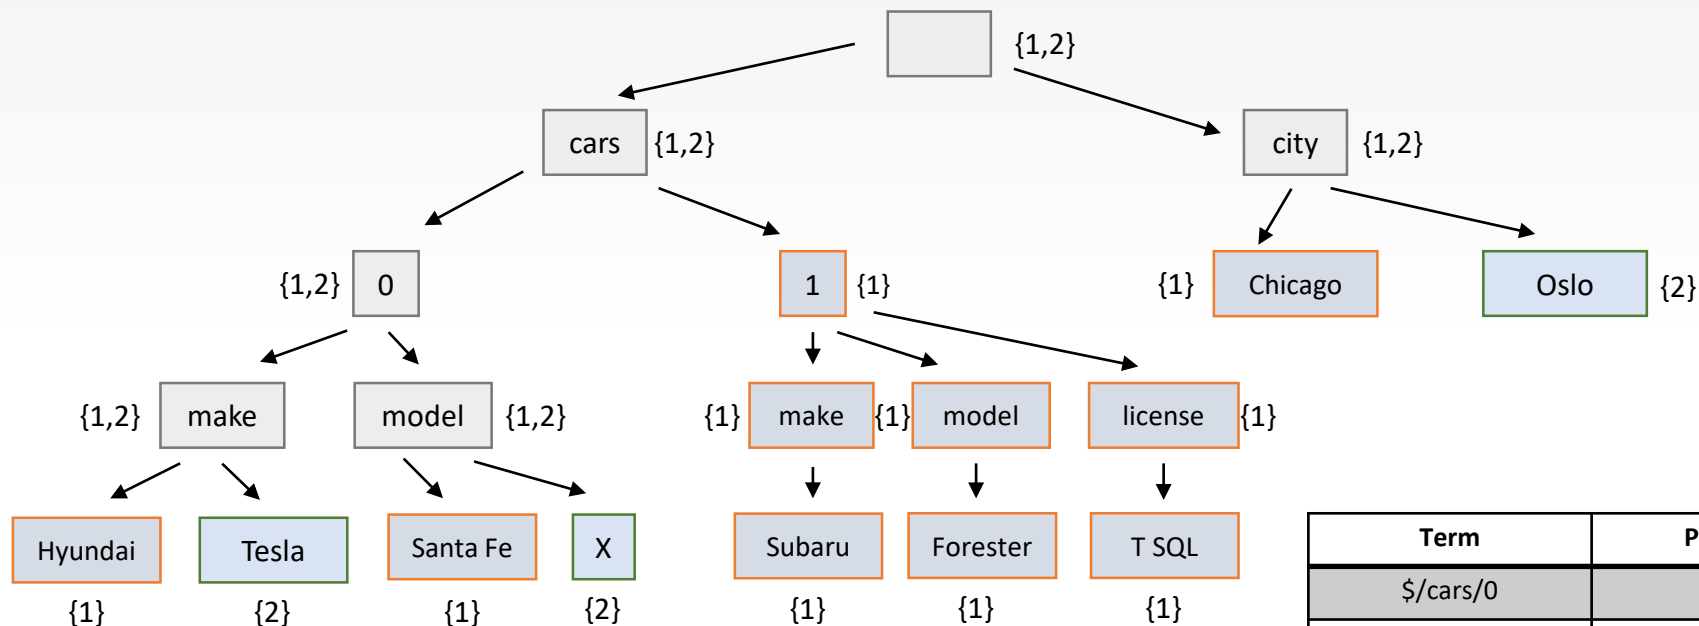 {1,2}
cars {1,2}
city {1,2}
{1,2} 0
1 {1}
{1} Chicago
Oslo {2}
{1,2} make
model {1,2}
{1} make
{1} model
license {1}
Hyundai
Tesla
Santa Fe
X
Subaru
Forester
T SQL
{1}
{2}
{1}
{2}
{1}
{1}
{1}
Term
P
$/cars/0